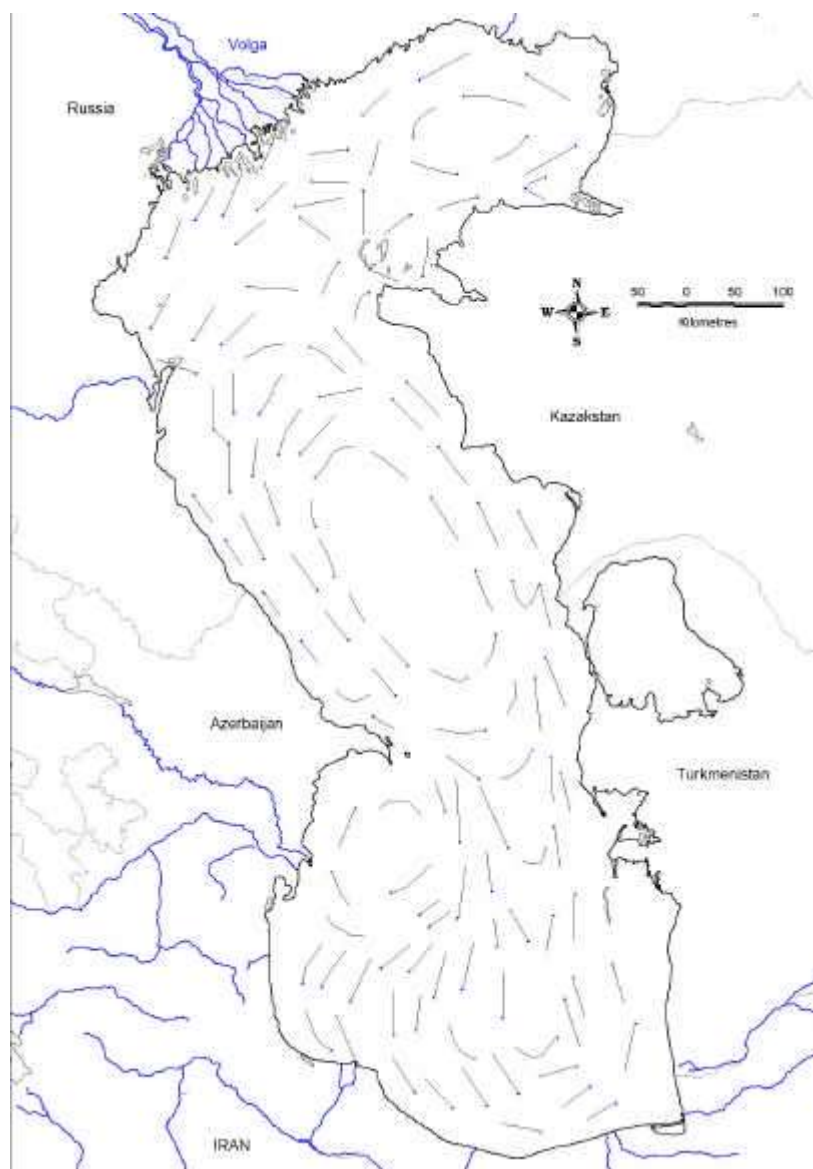 Volga
Russia
N
W E
S
50 0 50 100
Kilometres
Kazakstan
Azerbaijan
Turkmenistan
IRAN